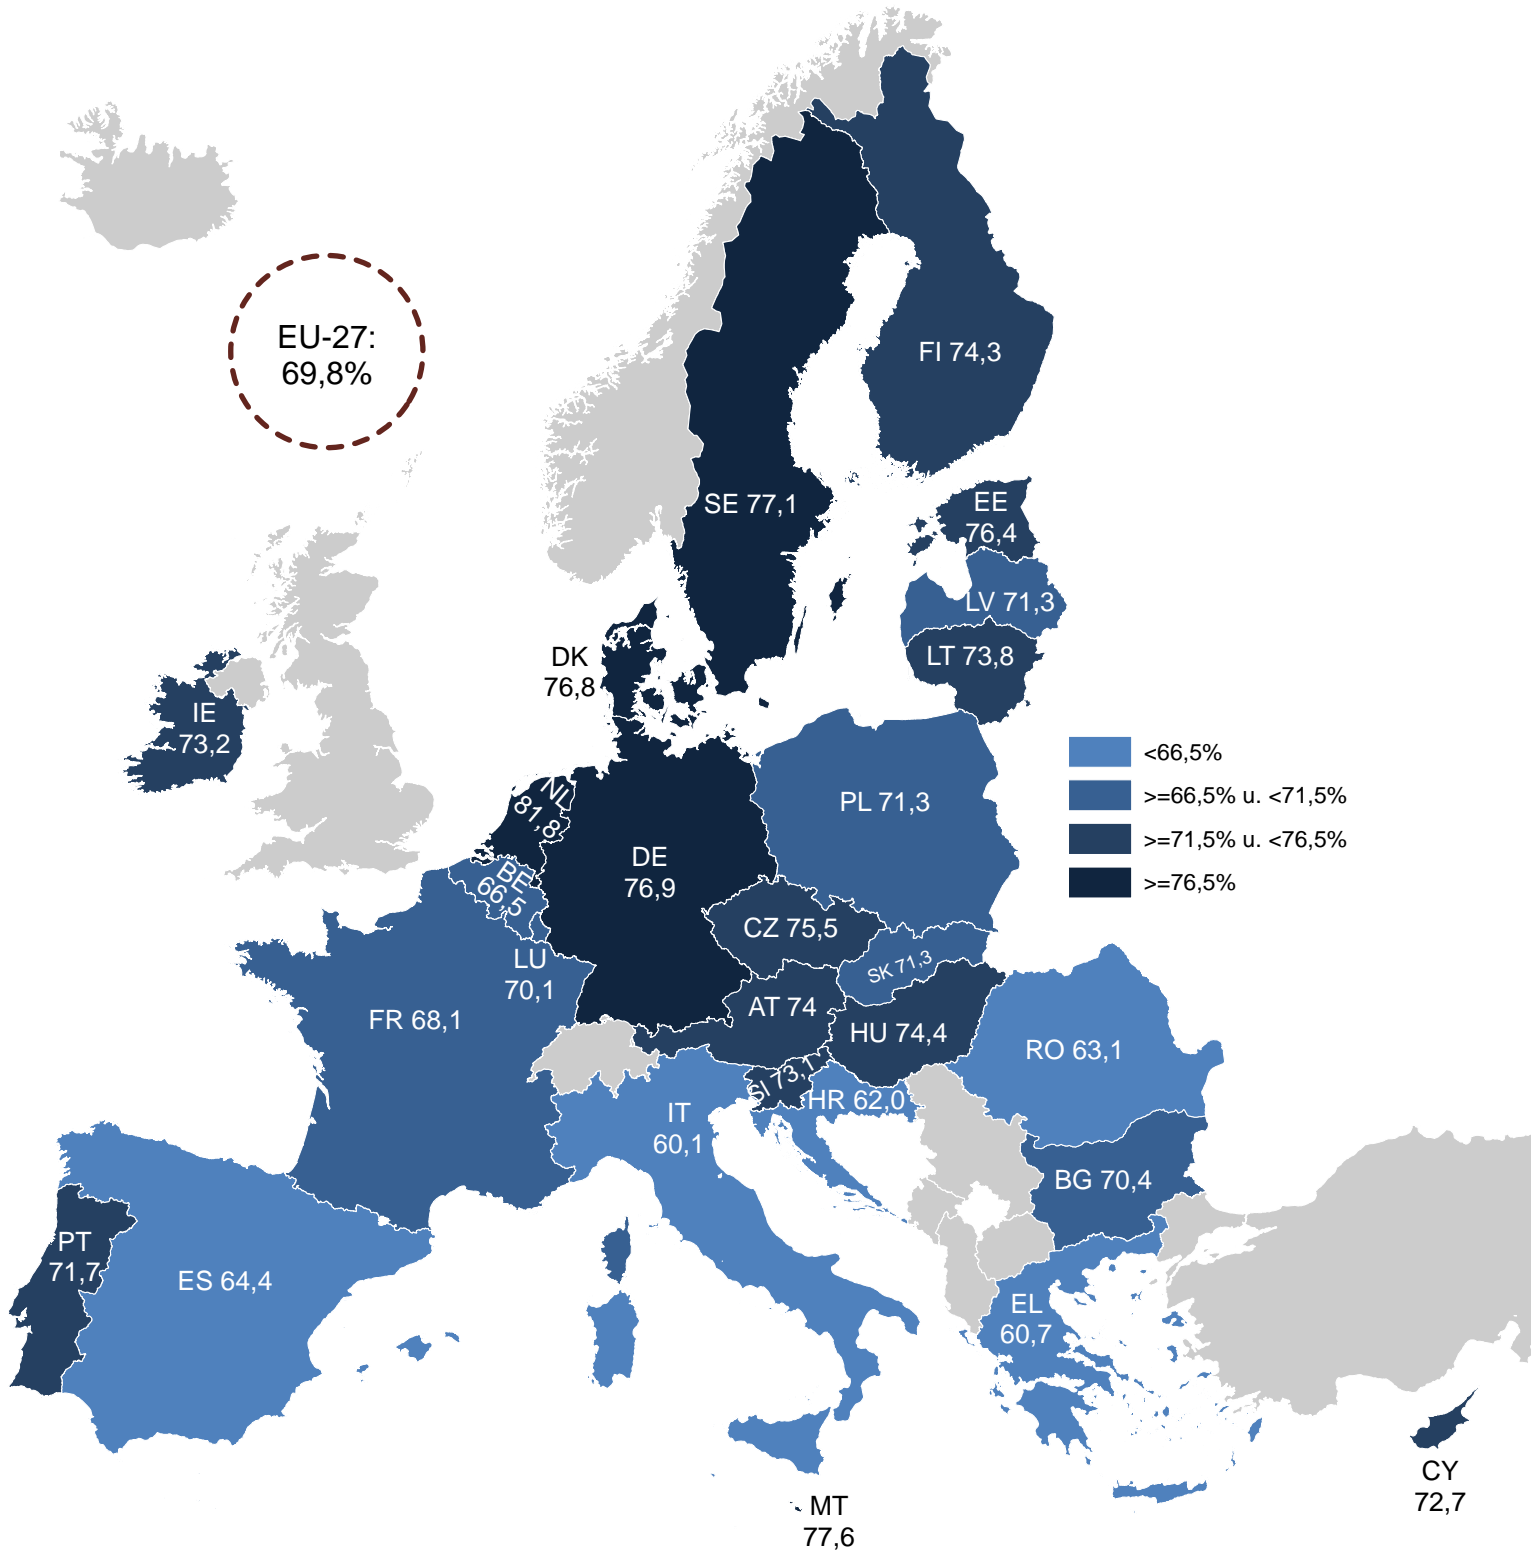 EU-27:
69,8%
FI 74,3
SE 77,1
EE
76,4
LV 71,3
LT 73,8
DK
76,8
IE
73,2
<66,5%
>=66,5% u. <71,5%
>=71,5% u. <76,5%
>=76,5%
NL
81,8
PL 71,3
DE
76,9
BE
66,5
CZ 75,5
LU
70,1
SK 71,3
FR 68,1
AT 74
HU 74,4
RO 63,1
SI 73,1
HR 62,0
IT
60,1
BG 70,4
PT
71,7
ES 64,4
EL
60,7
CY
72,7
MT
77,6